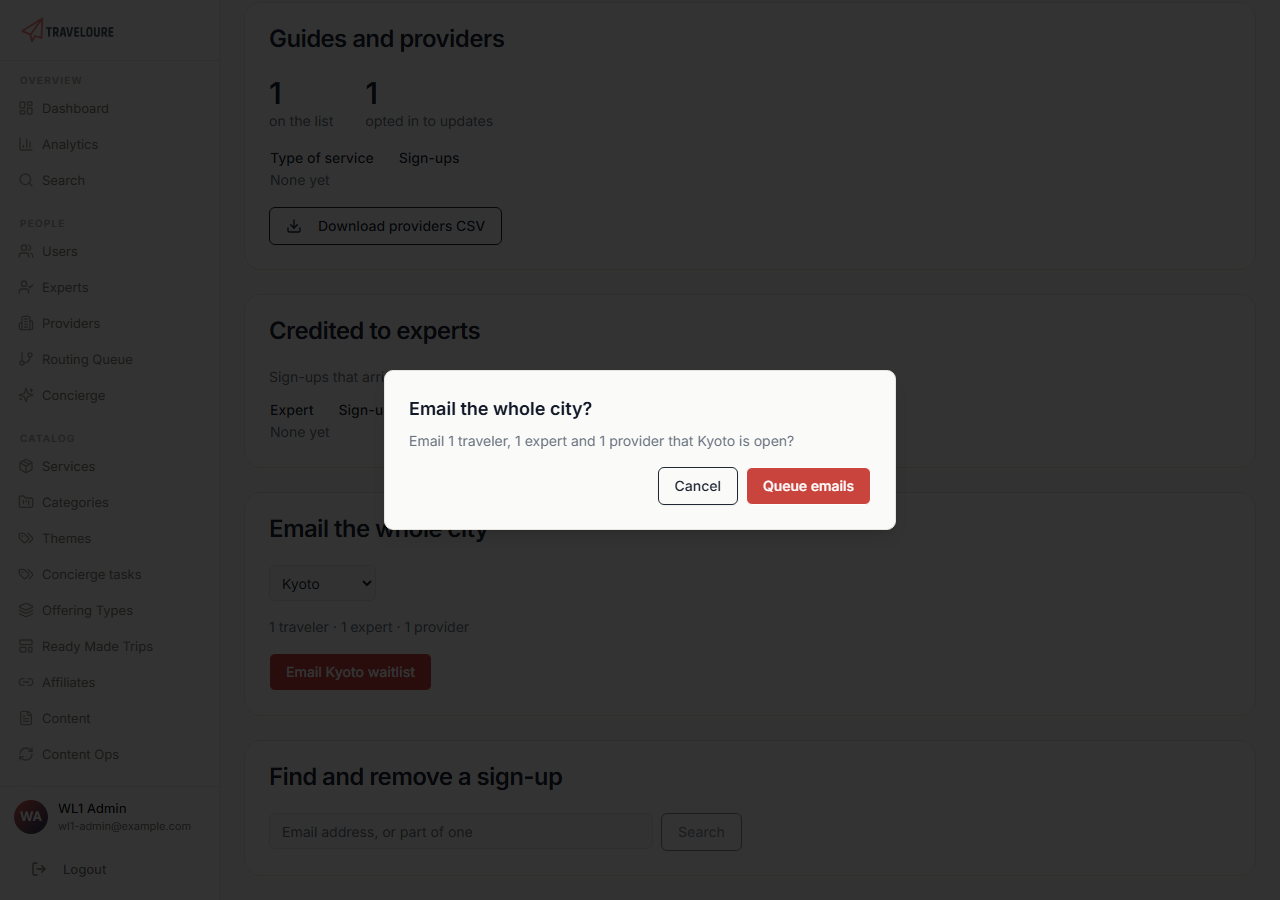 TRAVELOURE
OVERVIEW
Dashboard
Analytics
Search
PEOPLE
Users
Experts
Providers
Routing Queue
Concierge
CATALOG
Services
Categories
Themes
Concierge tasks
Offering Types
Ready Made Trips
Affiliates
Content
Content Ops
WA
WL1 Admin
wl1-admin@example.com
Logout
Guides and providers
1 1
on the list opted in to updates
Type of service Sign-ups
None yet
Download providers CSV
Credited to experts
Sign-ups that
Expert
None yet
Email the whole city?
Email 1 traveler, 1 expert and 1 provider that Kyoto is open?
Cancel Queue emails
Email the whole city
Kyoto
1 traveler · 1 expert · 1 provider
Email Kyoto waitlist
Find and remove a sign-up
Email address, or part of one
Search